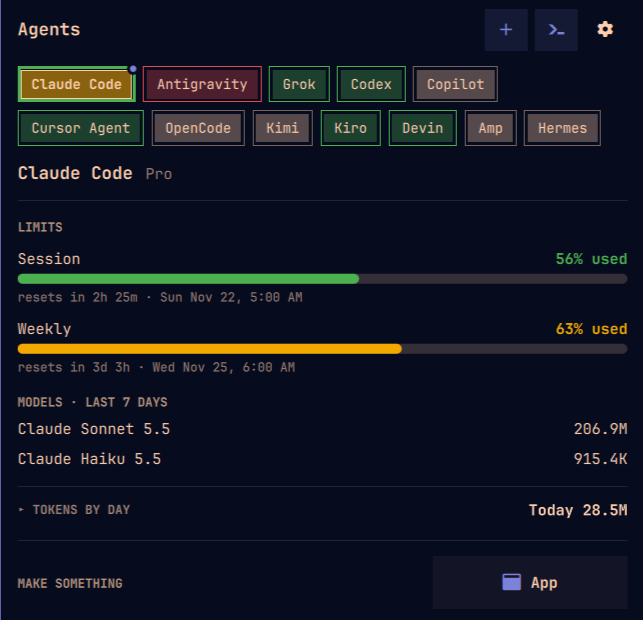 Agents
Claude Code Antigravity Grok Codex Copilot
Cursor Agent OpenCode Kimi Kiro Devin Amp Hermes
Claude Code Pro
LIMITS
Session 56% used
resets in 2h 25m · Sun Nov 22, 5:00 AM
Weekly 63% used
resets in 3d 3h · Wed Nov 25, 6:00 AM
MODELS · LAST 7 DAYS
Claude Sonnet 5.5 206.9M
Claude Haiku 5.5 915.4K
▸ TOKENS BY DAY Today 28.5M
MAKE SOMETHING App